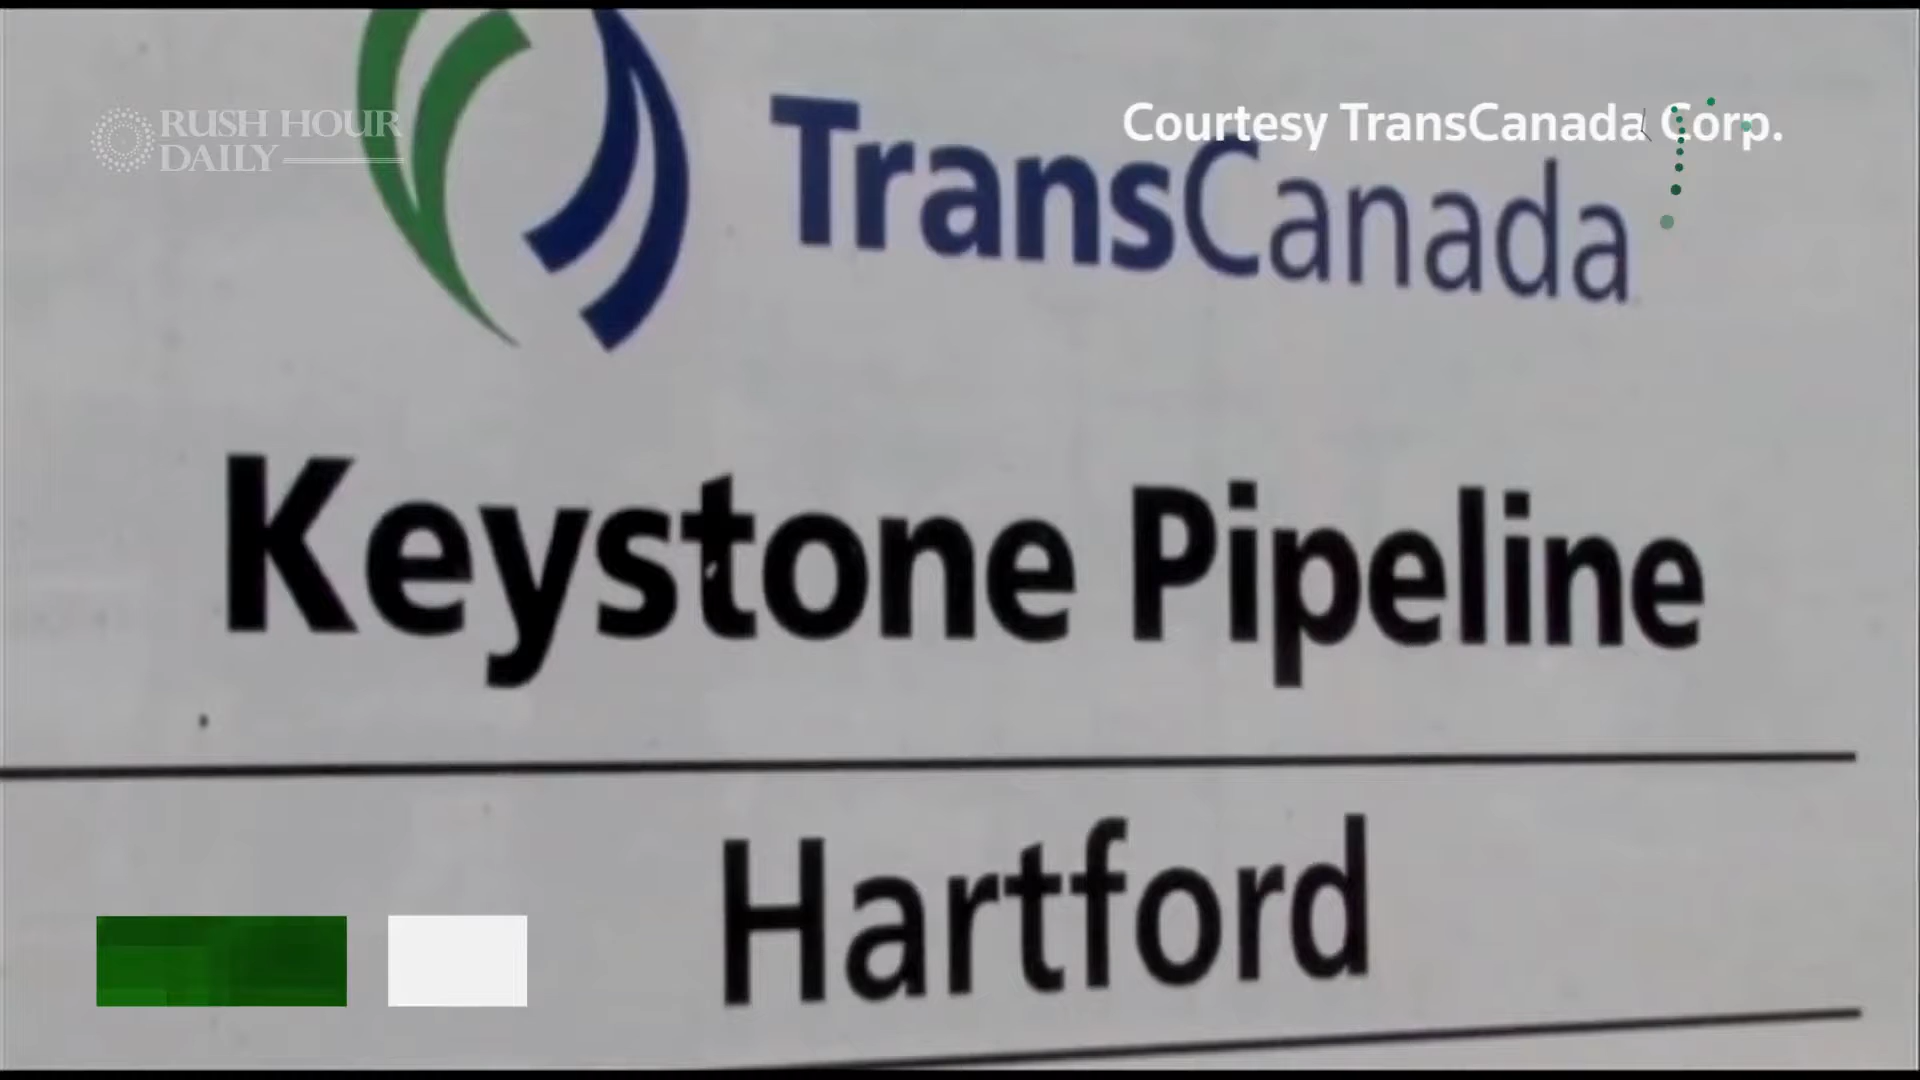 RUSH HOUR
DAILY
Courtesy TransCanada Corp.
TransCanada
Keystone Pipeline
Hartford